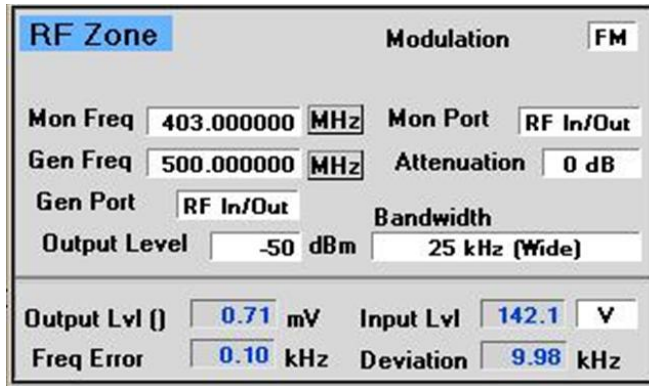 RF Zone Modulation FM
Mon Freq 403.000000 MHz Mon Port RF In/Out
Gen Freq 500.000000 MHz Attenuation 0 dB
Gen Port RF In/Out
Bandwidth
Output Level -50 dBm 25 kHz (Wide)
Output Lvl () 0.71 mV Input Lvl 142.1 V
Freq Error 0.10 kHz Deviation 9.98 kHz